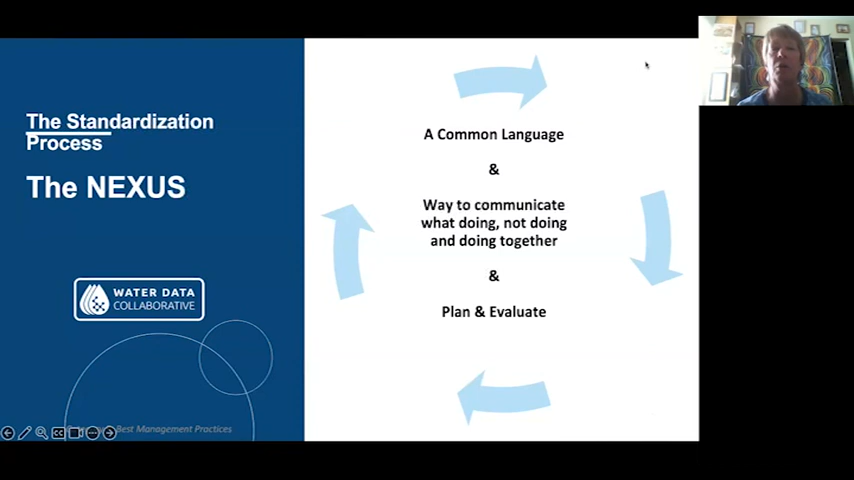 The Standardization
Process
The NEXUS
WATER DATA
COLLABORATIVE
Best Management Practices
A Common Language
&
Way to communicate
what doing, not doing
and doing together
&
Plan & Evaluate